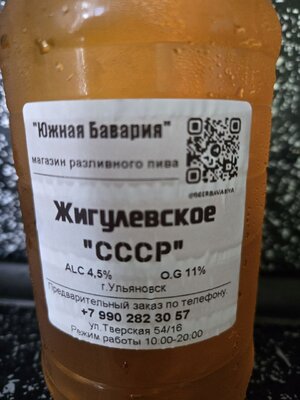 "Южная Бавария"
магазин разливного пива
@BEERBAVARIYA
Жигулевское
"СССР"
ALC 4,5% O.G 11%
г.Ульяновск
Предварительный заказ по телефону.
+7 990 282 30 57
ул.Тверская 54/16
Режим работы 10:00-20:00